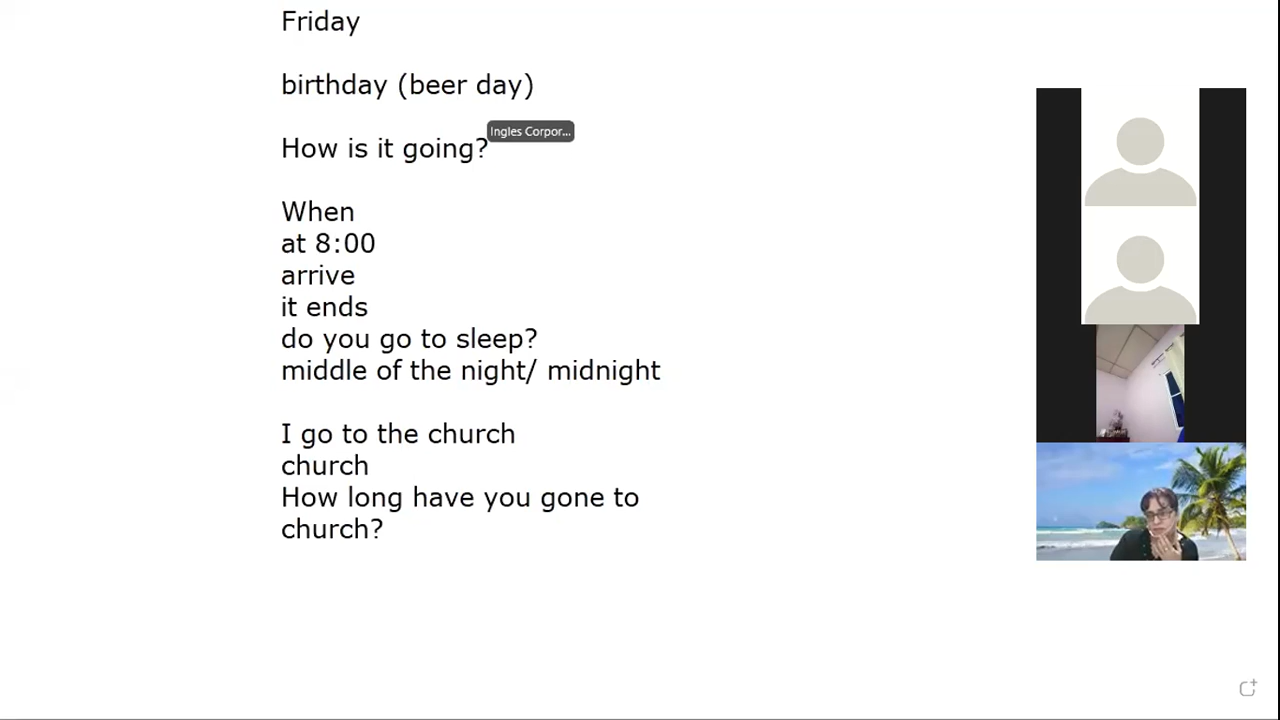 Friday
birthday (beer day)
Ingles Corpor...
How is it going?
When
at 8:00
arrive
it ends
do you go to sleep?
middle of the night/ midnight
I go to the church
church
How long have you gone to
church?